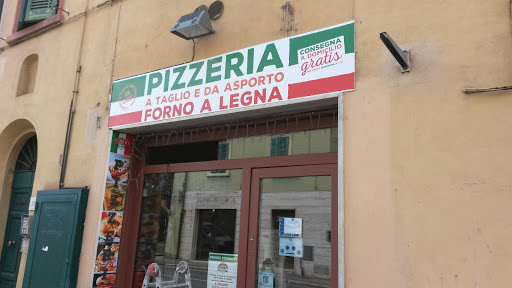 PIZZERIA
A TAGLIO E DA ASPORTO
FORNO A LEGNA
CONSEGNA
A DOMICILIO
gratis